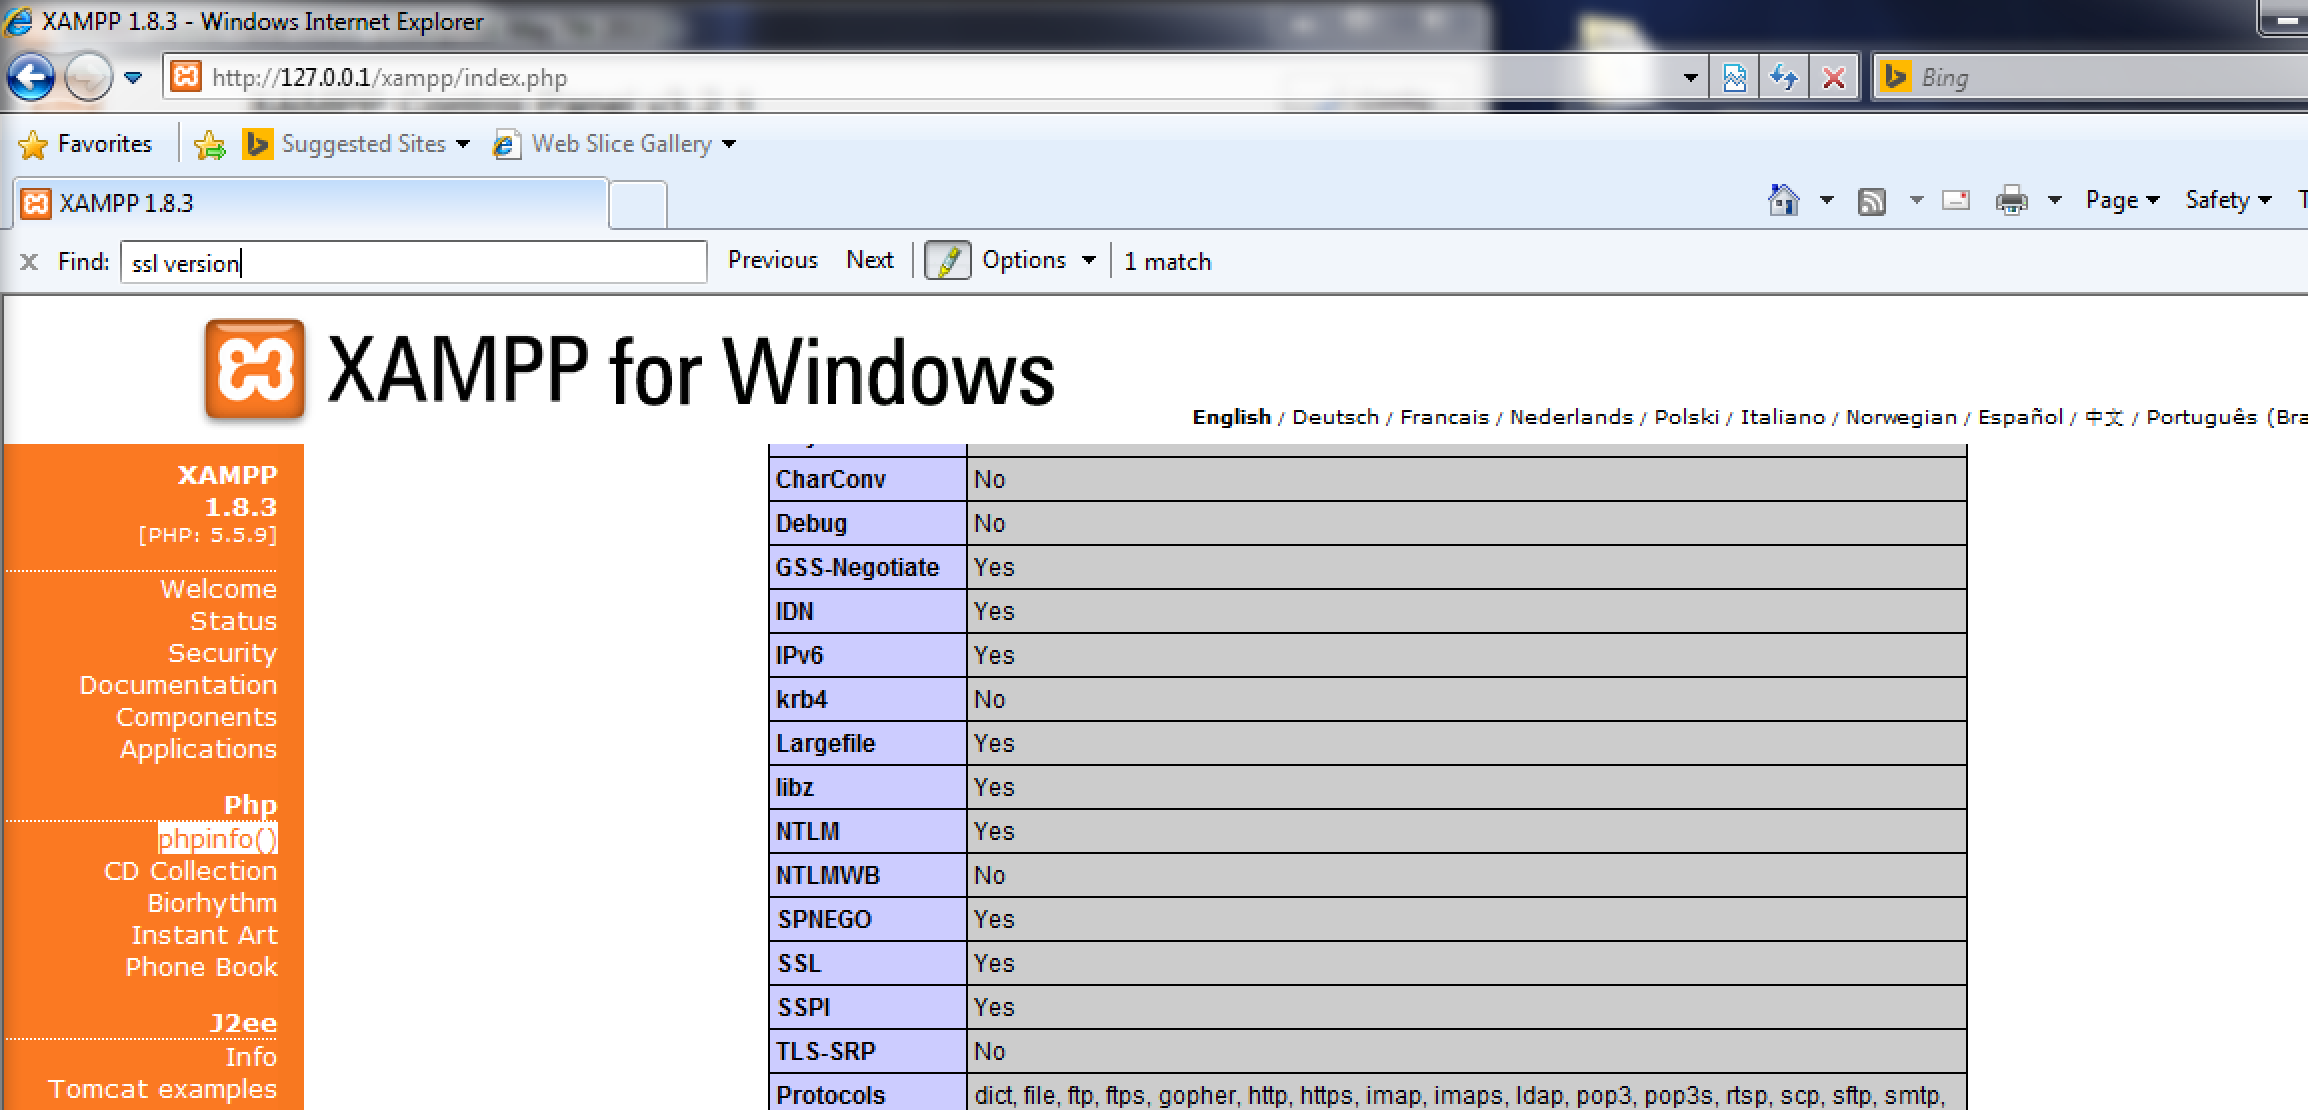 XAMPP 1.8.3 - Windows Internet Explorer
http://127.0.0.1/xampp/index.php
Bing
Favorites
Suggested Sites
Web Slice Gallery
XAMPP 1.8.3
Page
Safety
Find: ssl version
Previous
Next
Options
1 match
XAMPP for Windows
English / Deutsch / Francais / Nederlands / Polski / Italiano / Norwegian / Español / 中文 / Português (Bra
XAMPP
1.8.3
[PHP: 5.5.9]
Welcome
Status
Security
Documentation
Components
Applications
Php
phpinfo()
CD Collection
Biorhythm
Instant Art
Phone Book
J2ee
Info
Tomcat examples
CharConv No
Debug No
GSS-Negotiate Yes
IDN Yes
IPv6 Yes
krb4 No
Largefile Yes
libz Yes
NTLM Yes
NTLMWB No
SPNEGO Yes
SSL Yes
SSPI Yes
TLS-SRP No
Protocols dict, file, ftp, ftps, gopher, http, https, imap, imaps, ldap, pop3, pop3s, rtsp, scp, sftp, smtp,